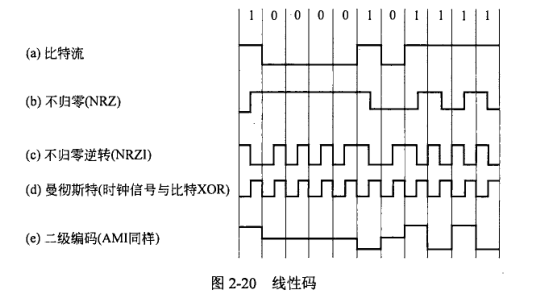 1 0 0 0 0 1 0 1 1 1 1
(a) 比特流
(b) 不归零(NRZ)
(c) 不归零逆转(NRZI)
(d) 曼彻斯特(时钟信号与比特XOR)
(e) 二级编码(AMI同样)
图 2-20 线性码